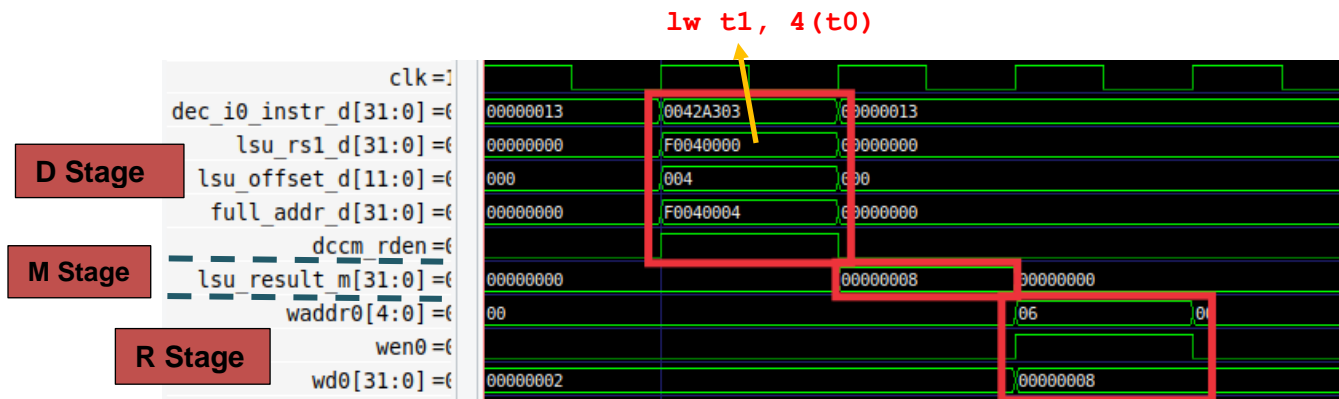 lw t1, 4(t0)
clk=1
dec_i0_instr_d[31:0]=0 00000013 0042A303 00000013
lsu_rs1_d[31:0]=0 00000000 F0040000 00000000
D Stage
lsu_offset_d[11:0]=0 000 004 000
full_addr_d[31:0]=0 00000000 F0040004 00000000
dccm_rden=0
M Stage
lsu_result_m[31:0]=0 00000000 00000008 00000000
waddr0[4:0]=0 00 06 00
wen0=0
R Stage
wd0[31:0]=0 00000002 00000008